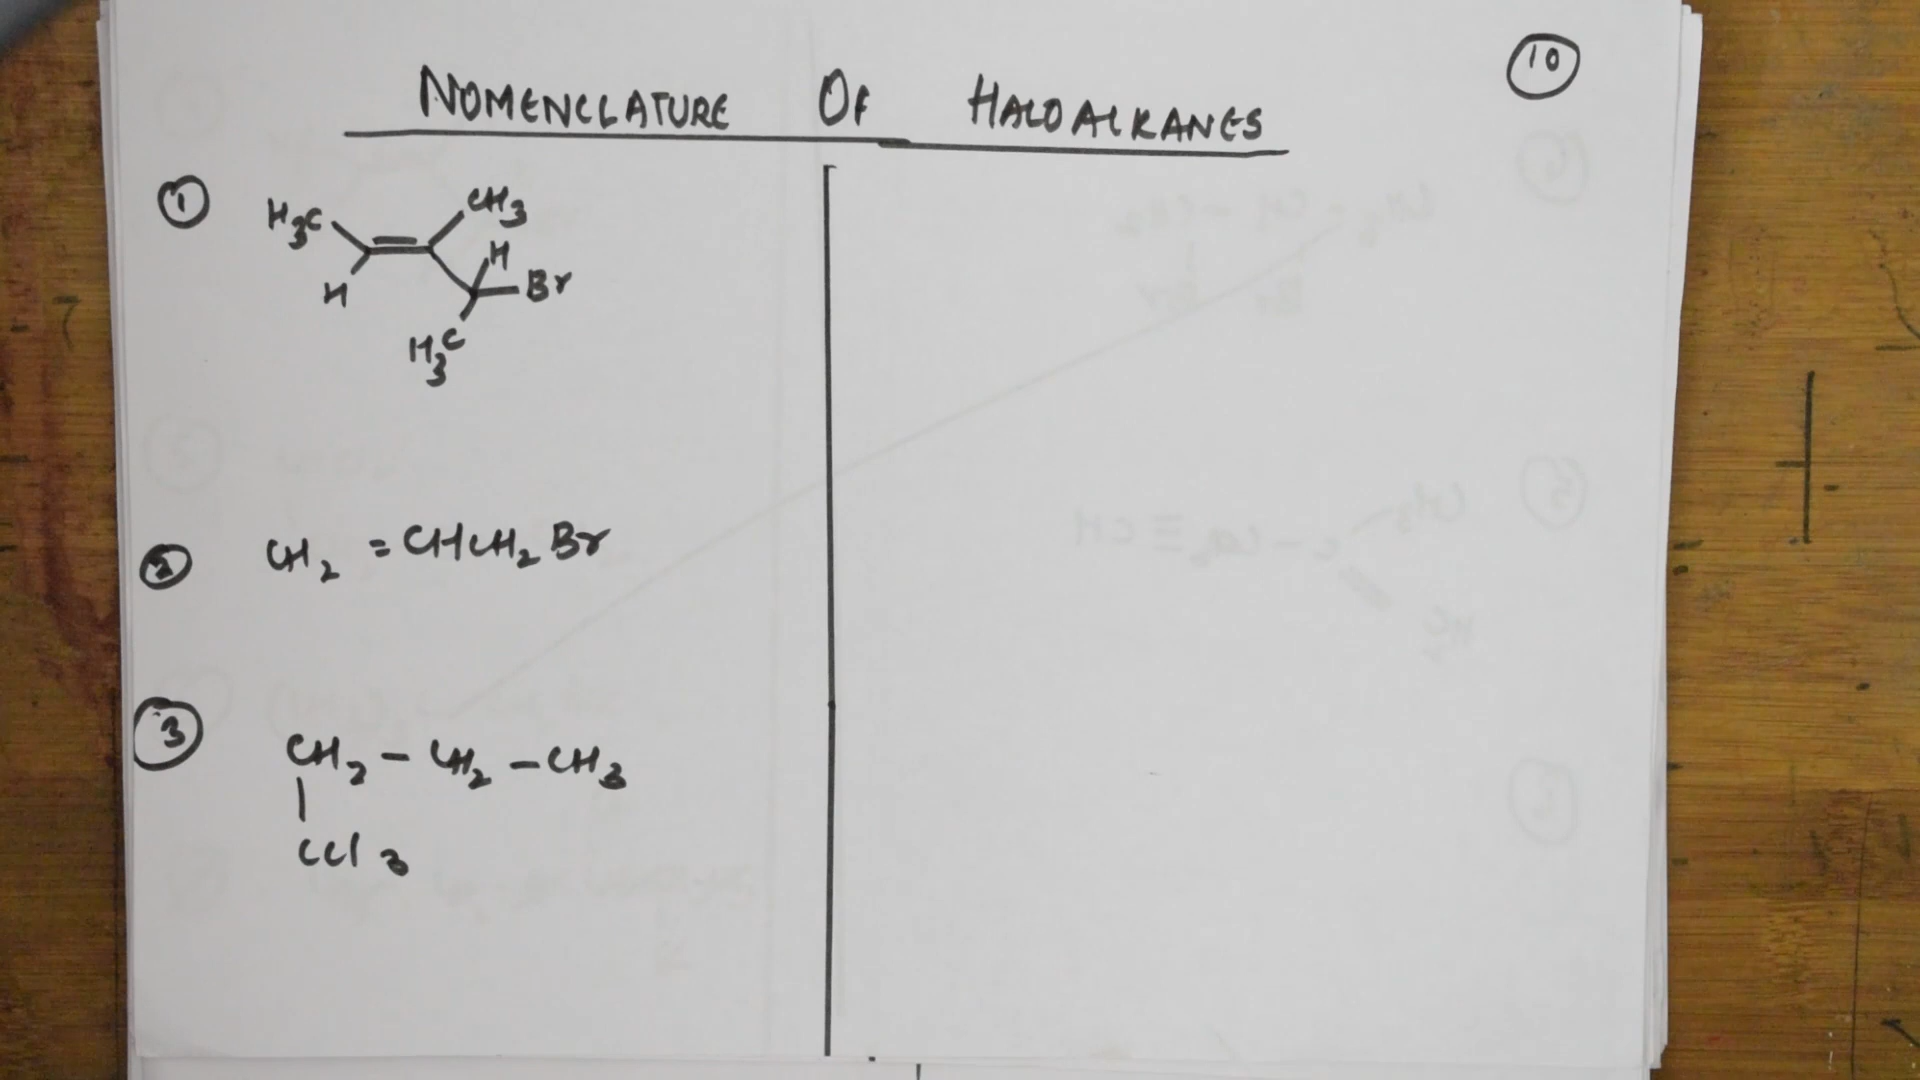 10
NOMENCLATURE OF HALOALKANES
1
H3C CH3
H
H Br
H3C
2 CH2 = CHCH2Br
3
CH2 - CH2 - CH3
|
CCl3